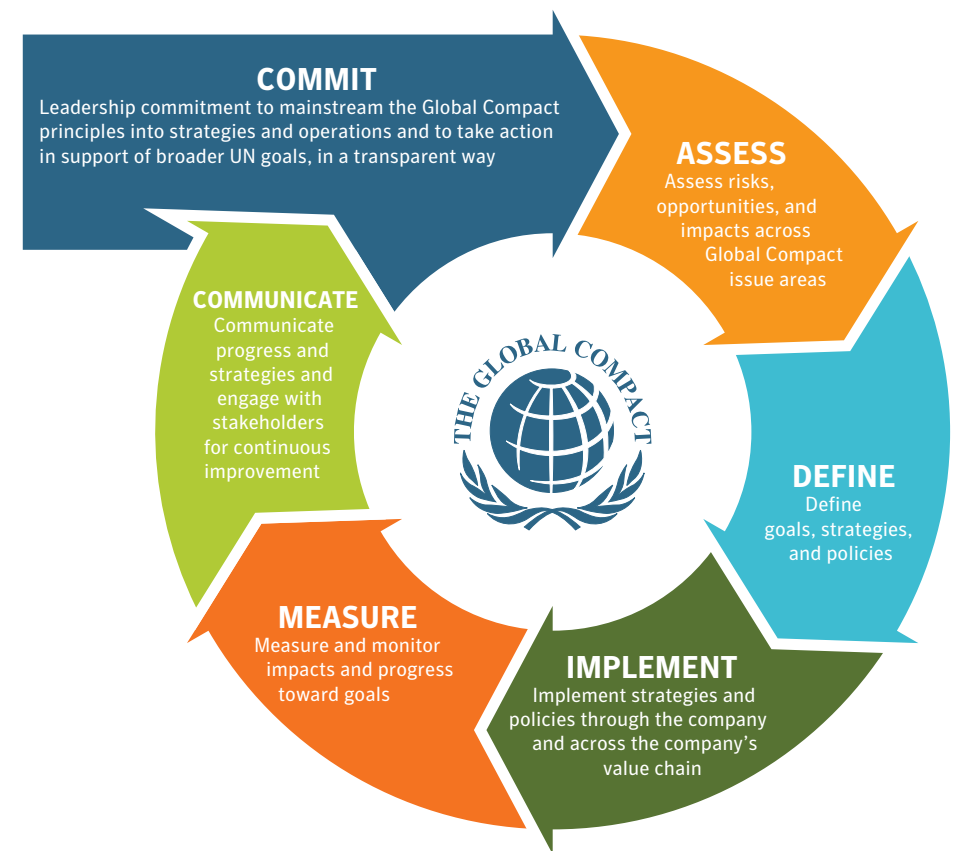 COMMIT
Leadership commitment to mainstream the Global Compact
principles into strategies and operations and to take action
in support of broader UN goals, in a transparent way
ASSESS
Assess risks,
opportunities, and
impacts across
Global Compact
issue areas
DEFINE
Define
goals, strategies,
and policies
IMPLEMENT
Implement strategies and
policies through the company
and across the company’s
value chain
MEASURE
Measure and monitor
impacts and progress
toward goals
COMMUNICATE
Communicate
progress and
strategies and
engage with
stakeholders
for continuous
improvement
THE GLOBAL COMPACT